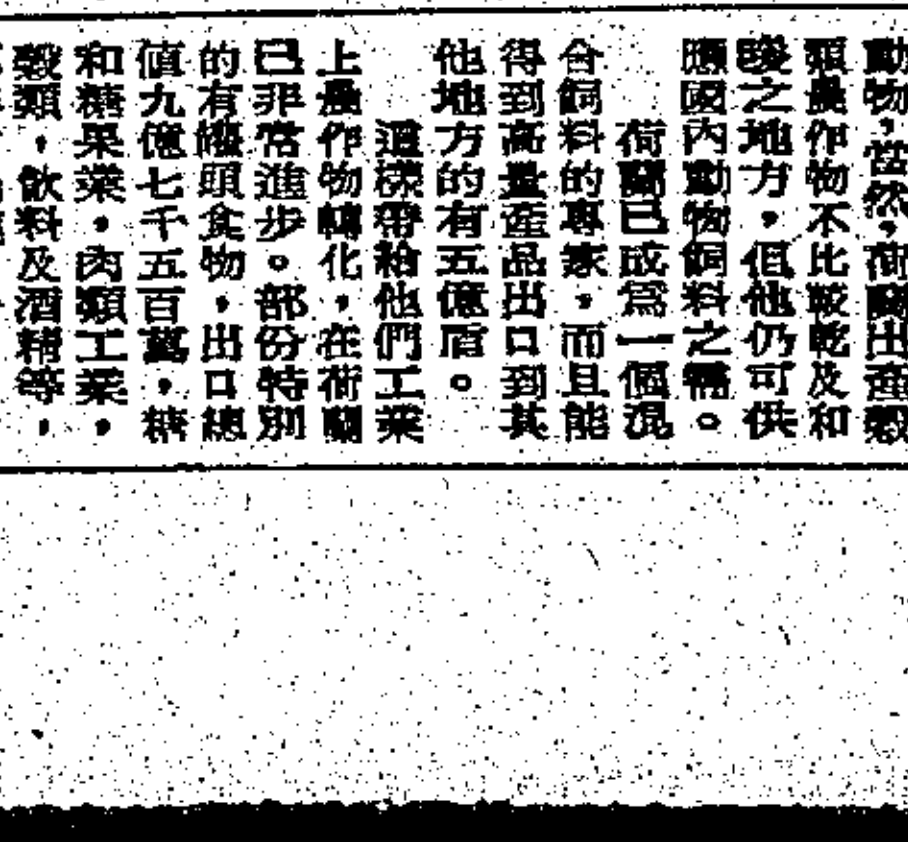 動物，當然，荷蘭出產穀
類農作物不比較乾及和
暖之地方，但他仍可供
應國內動物飼料之需。
荷蘭已成爲一個混
合飼料的專家，而且能
得到高量產品出口到其
他地方的有五億盾。
這樣帶給他們工業
上農作物轉化，在荷蘭
已非常進步。部份特別
的有罐頭食物，出口總
值九億七千五百萬，糖
和糖果業，肉類工業，
穀類，飲料及酒精等，